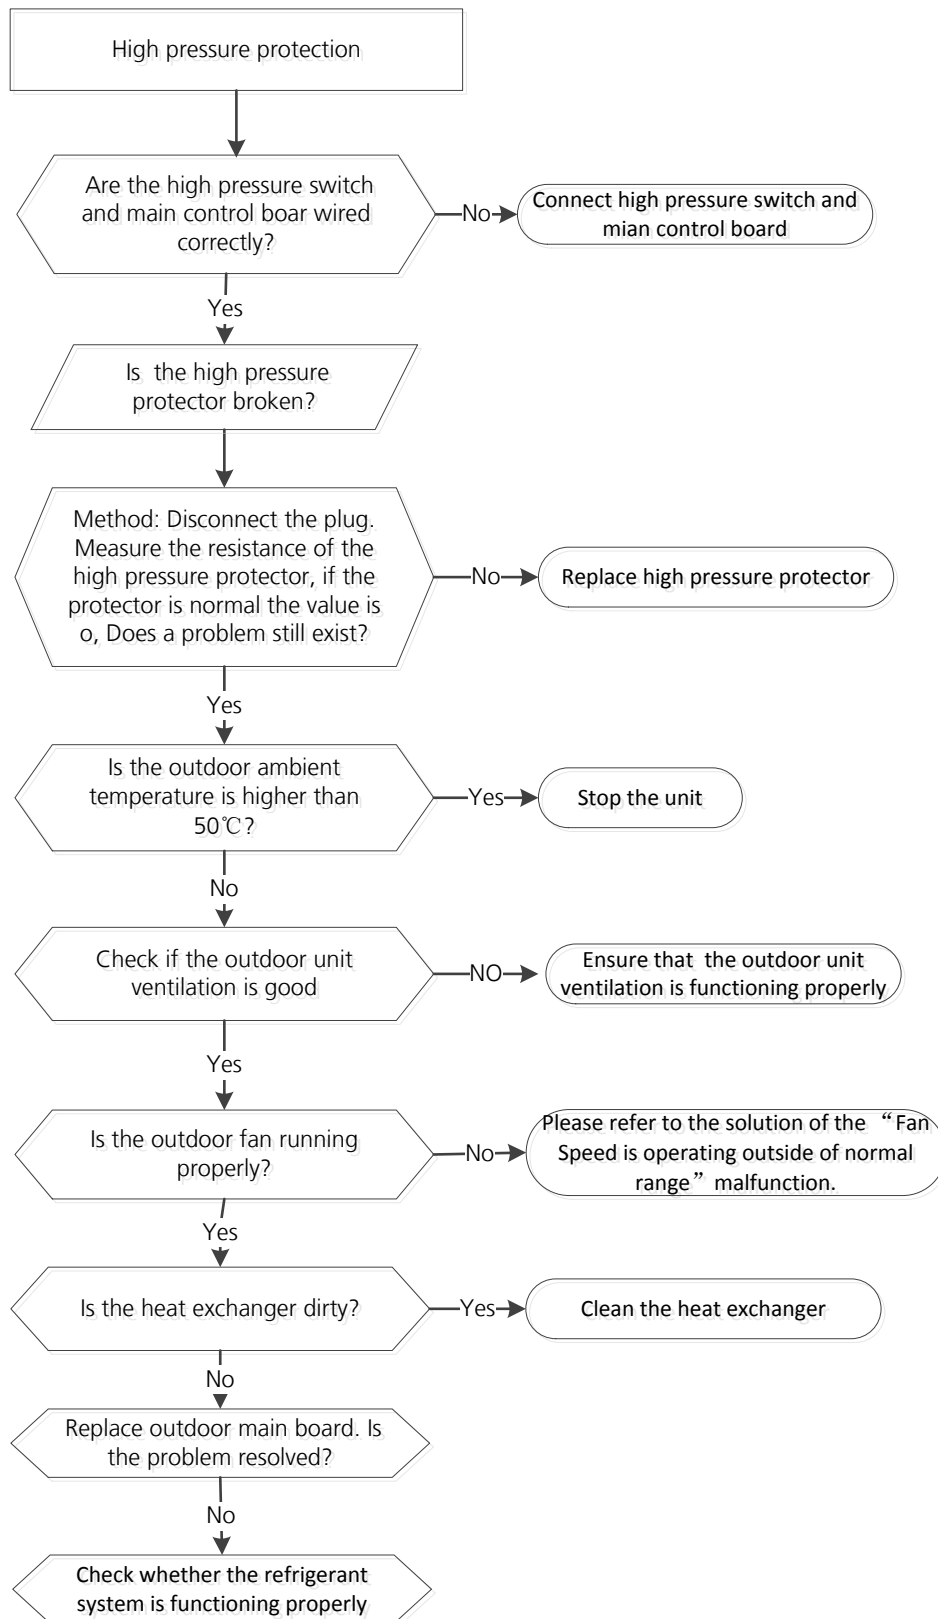 High pressure protection
Are the high pressure switch
and main control boar wired
correctly?
No
Connect high pressure switch and
mian control board
Yes
Is the high pressure
protector broken?
Method: Disconnect the plug.
Measure the resistance of the
high pressure protector, if the
protector is normal the value is
o, Does a problem still exist?
No
Replace high pressure protector
Yes
Is the outdoor ambient
temperature is higher than
50℃?
Yes
Stop the unit
No
Check if the outdoor unit
ventilation is good
NO
Ensure that the outdoor unit
ventilation is functioning properly
Yes
Is the outdoor fan running
properly?
No
Please refer to the solution of the “Fan
Speed is operating outside of normal
range” malfunction.
Yes
Is the heat exchanger dirty?
Yes
Clean the heat exchanger
No
Replace outdoor main board. Is
the problem resolved?
No
Check whether the refrigerant
system is functioning properly